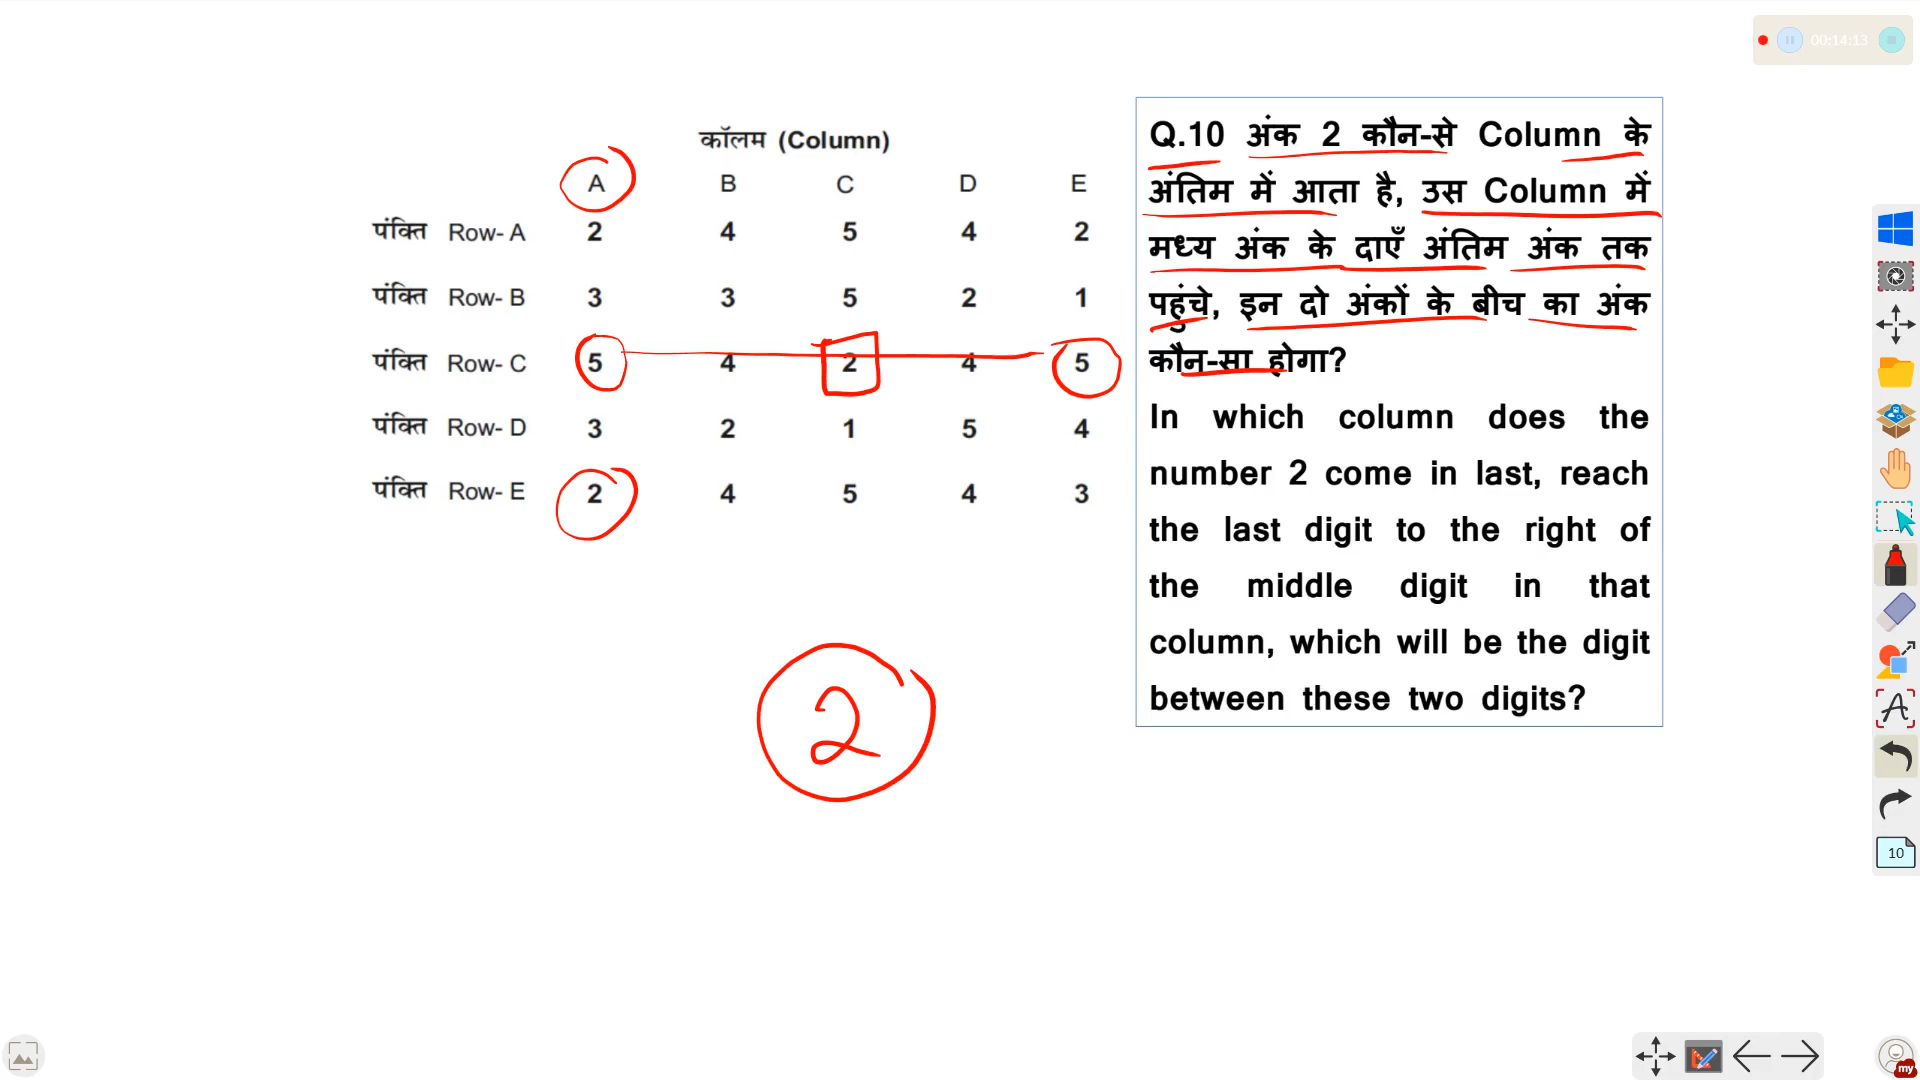 00:14:13
कॉलम (Column)
A B C D E
पंक्ति Row- A 2 4 5 4 2
पंक्ति Row- B 3 3 5 2 1
पंक्ति Row- C 5 4 2 4 5
पंक्ति Row- D 3 2 1 5 4
पंक्ति Row- E 2 4 5 4 3
2
Q.10 अंक 2 कौन-से Column के
अंतिम में आता है, उस Column में
मध्य अंक के दाएँ अंतिम अंक तक
पहुंचे, इन दो अंकों के बीच का अंक
कौन-सा होगा?
In which column does the
number 2 come in last, reach
the last digit to the right of
the middle digit in that
column, which will be the digit
between these two digits?
10
my